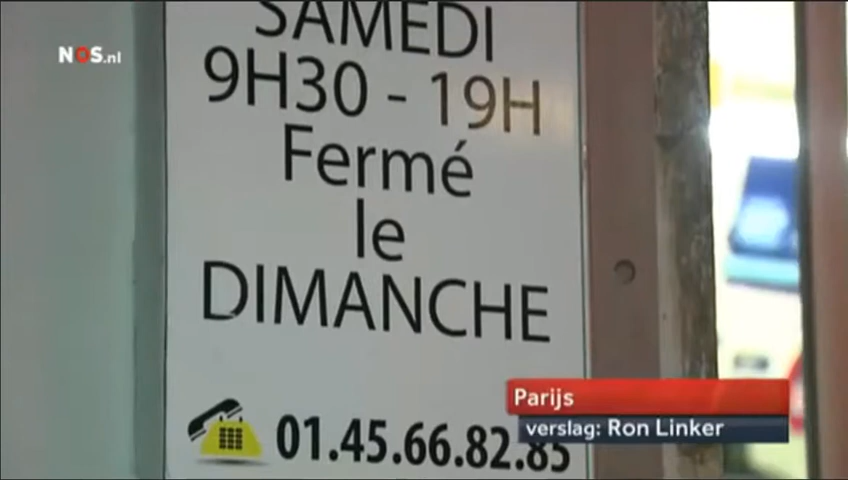 NOS.nl
SAMEDI
9H30 - 19H
Fermé
le
DIMANCHE
01.45.66.82.85
Parijs
verslag: Ron Linker